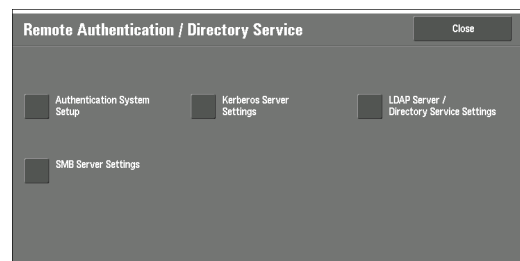 Remote Authentication / Directory Service
Close
Authentication System
Setup
Kerberos Server
Settings
LDAP Server /
Directory Service Settings
SMB Server Settings